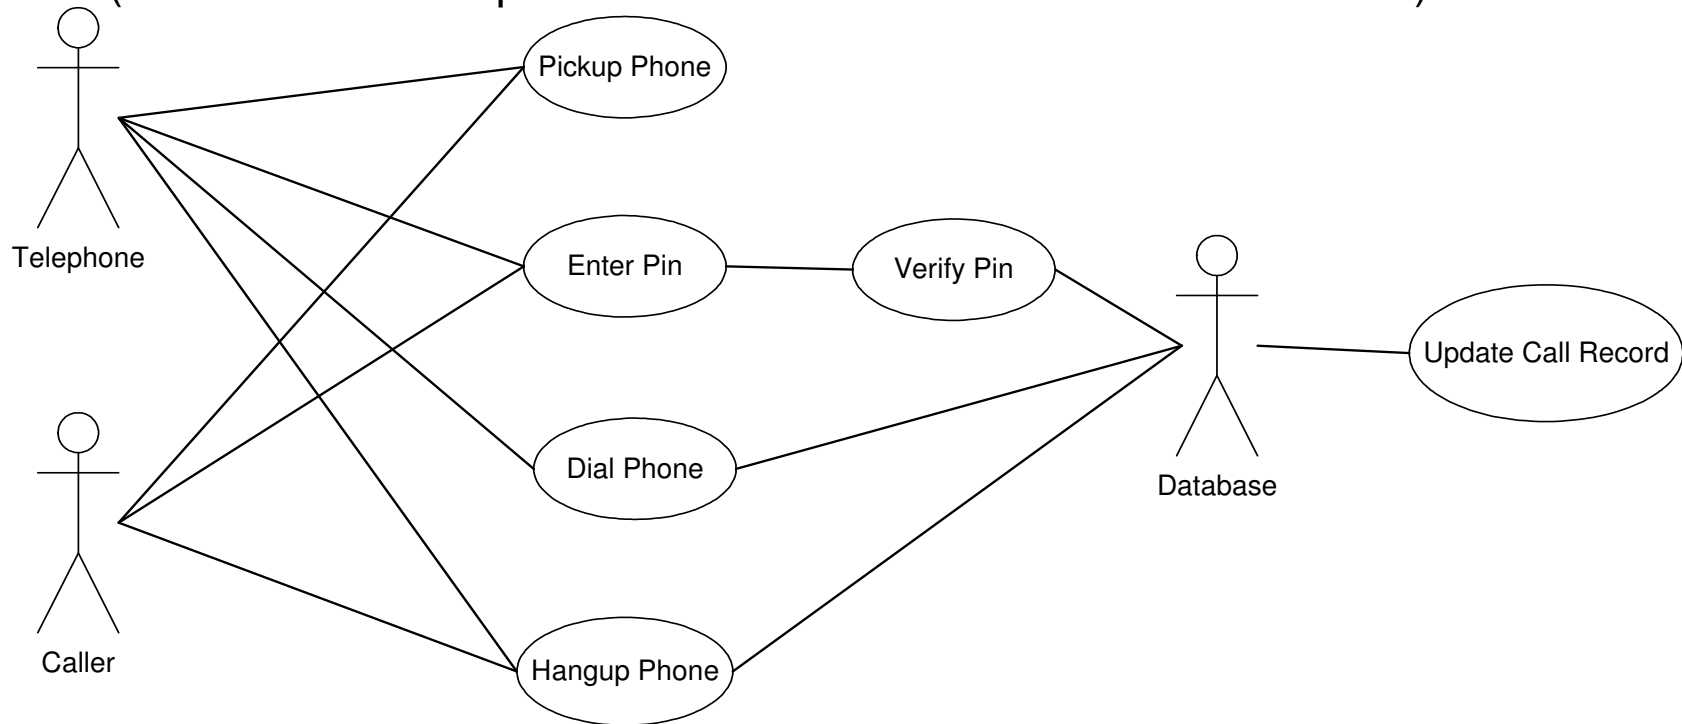 Pickup Phone
Telephone
Enter Pin
Verify Pin
Update Call Record
Dial Phone
Database
Caller
Hangup Phone